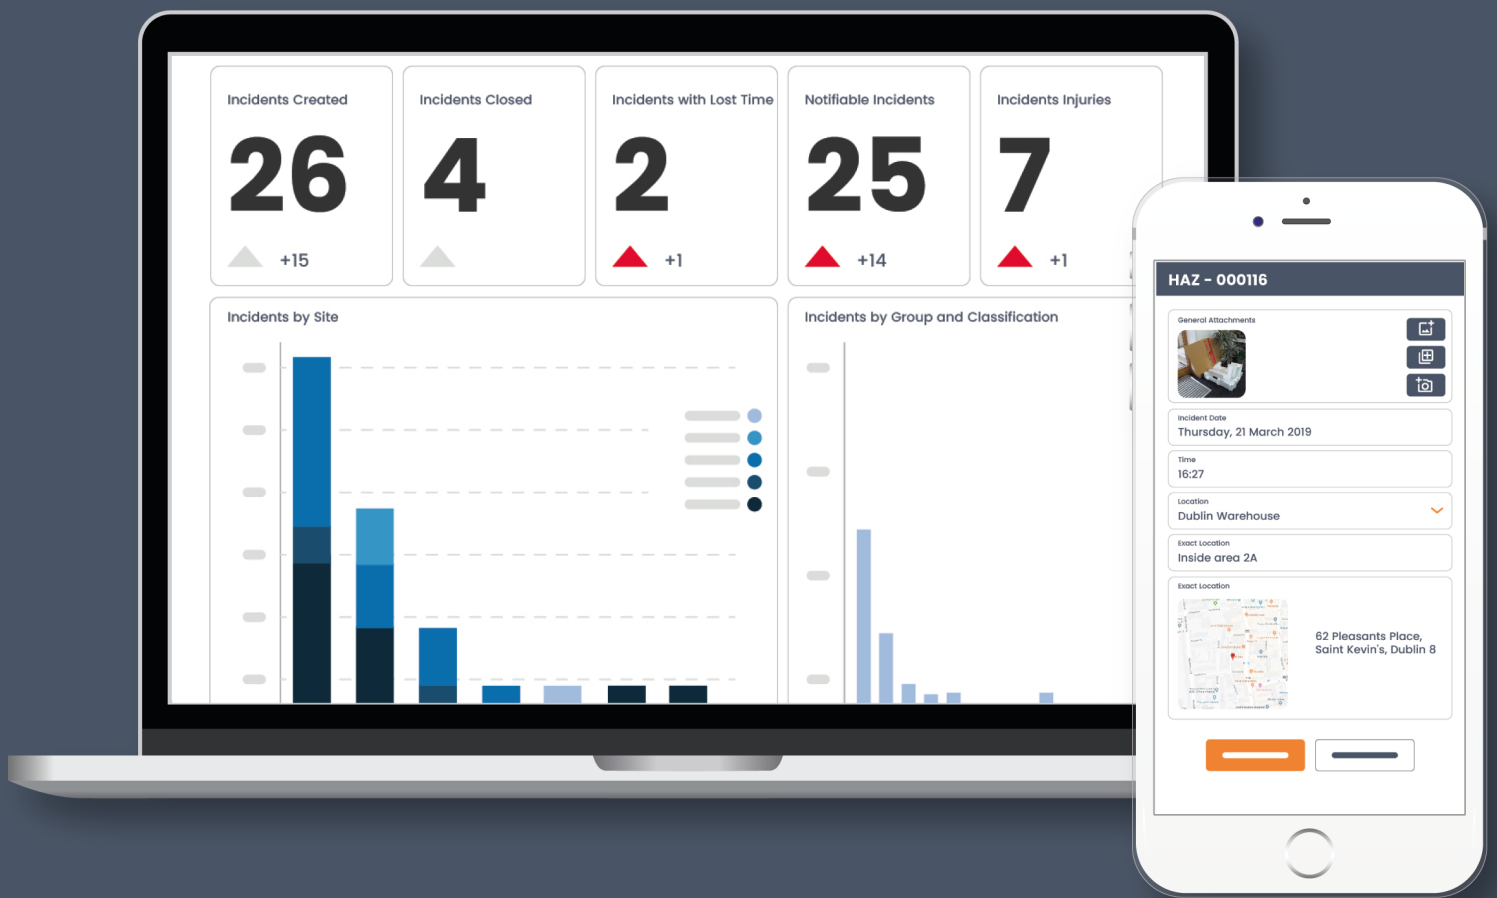 Incidents Created
26
+15
Incidents Closed
4
Incidents with Lost Time
2
+1
Notifiable Incidents
25
+14
Incidents Injuries
7
+1
Incidents by Site
Incidents by Group and Classification
HAZ - 000116
General Attachments
Incident Date
Thursday, 21 March 2019
Time
16:27
Location
Dublin Warehouse
Exact Location
Inside area 2A
Exact Location
62 Pleasants Place,
Saint Kevin's, Dublin 8